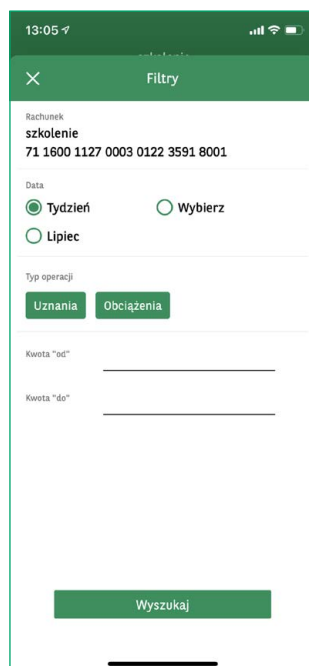 13:05
Filtry
Rachunek
szkolenie
71 1600 1127 0003 0122 3591 8001
Data
Tydzień
Wybierz
Lipiec
Typ operacji
Uznania
Obciążenia
Kwota "od"
Kwota "do"
Wyszukaj